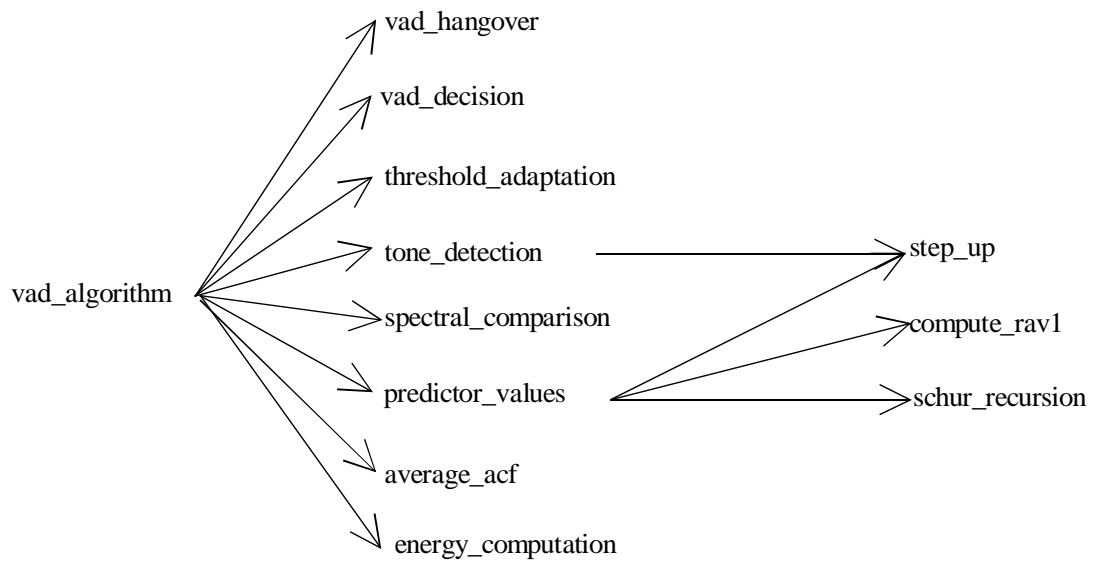 vad_hangover
vad_decision
threshold_adaptation
tone_detection
step_up
vad_algorithm
spectral_comparison
compute_rav1
predictor_values
schur_recursion
average_acf
energy_computation